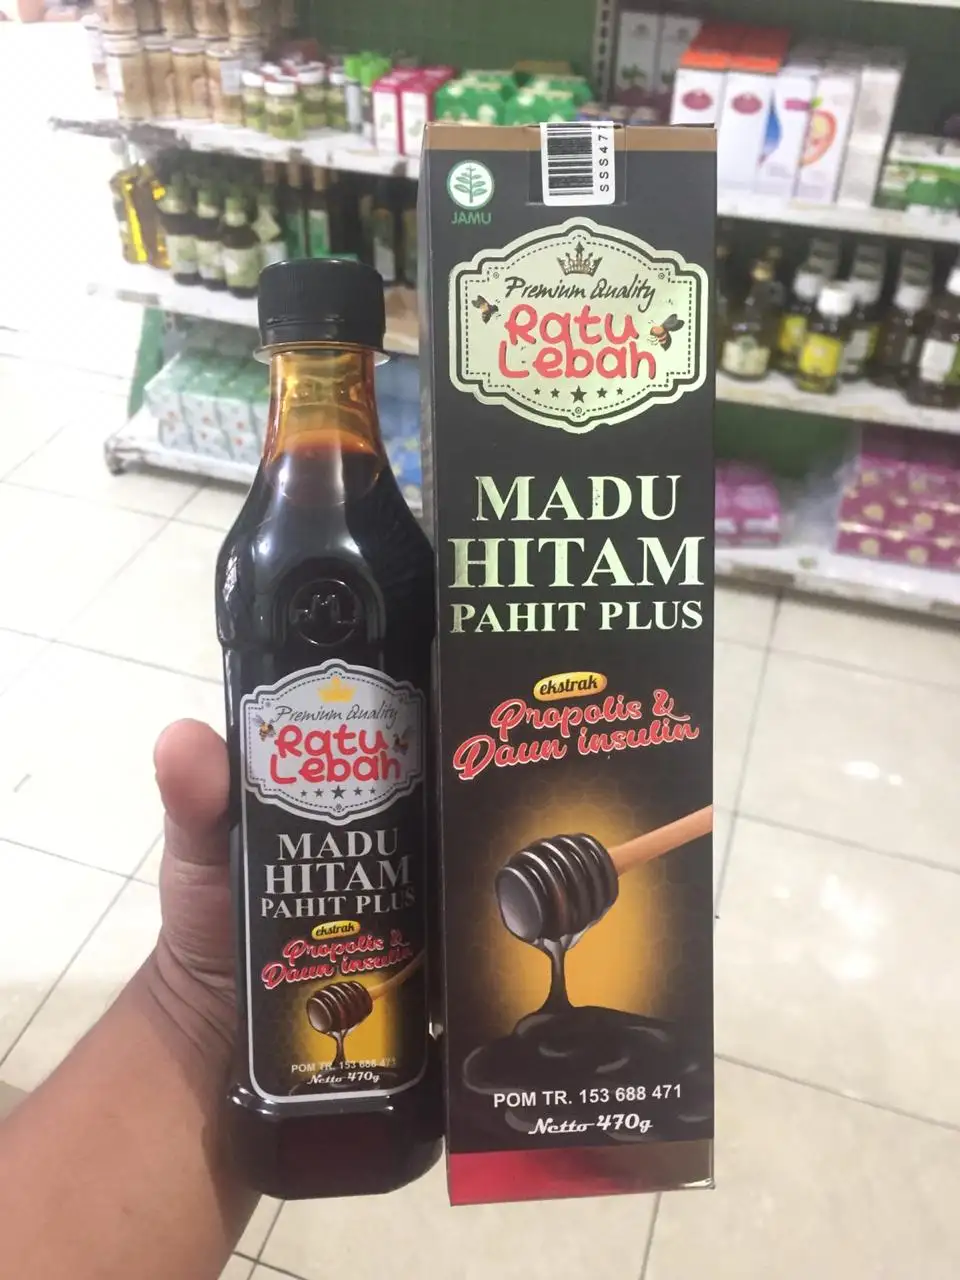 SSS471
JAMU
Premium Quality
Ratu
Lebah
MADU
HITAM
PAHIT PLUS
ekstrak
Propolis &
Daun insulin
POM TR. 153 688 471
Netto 470g
Premium Quality
Ratu
Lebah
MADU
HITAM
PAHIT PLUS
ekstrak
Propolis &
Daun insulin
POM TR. 153 688 471
Netto 470g